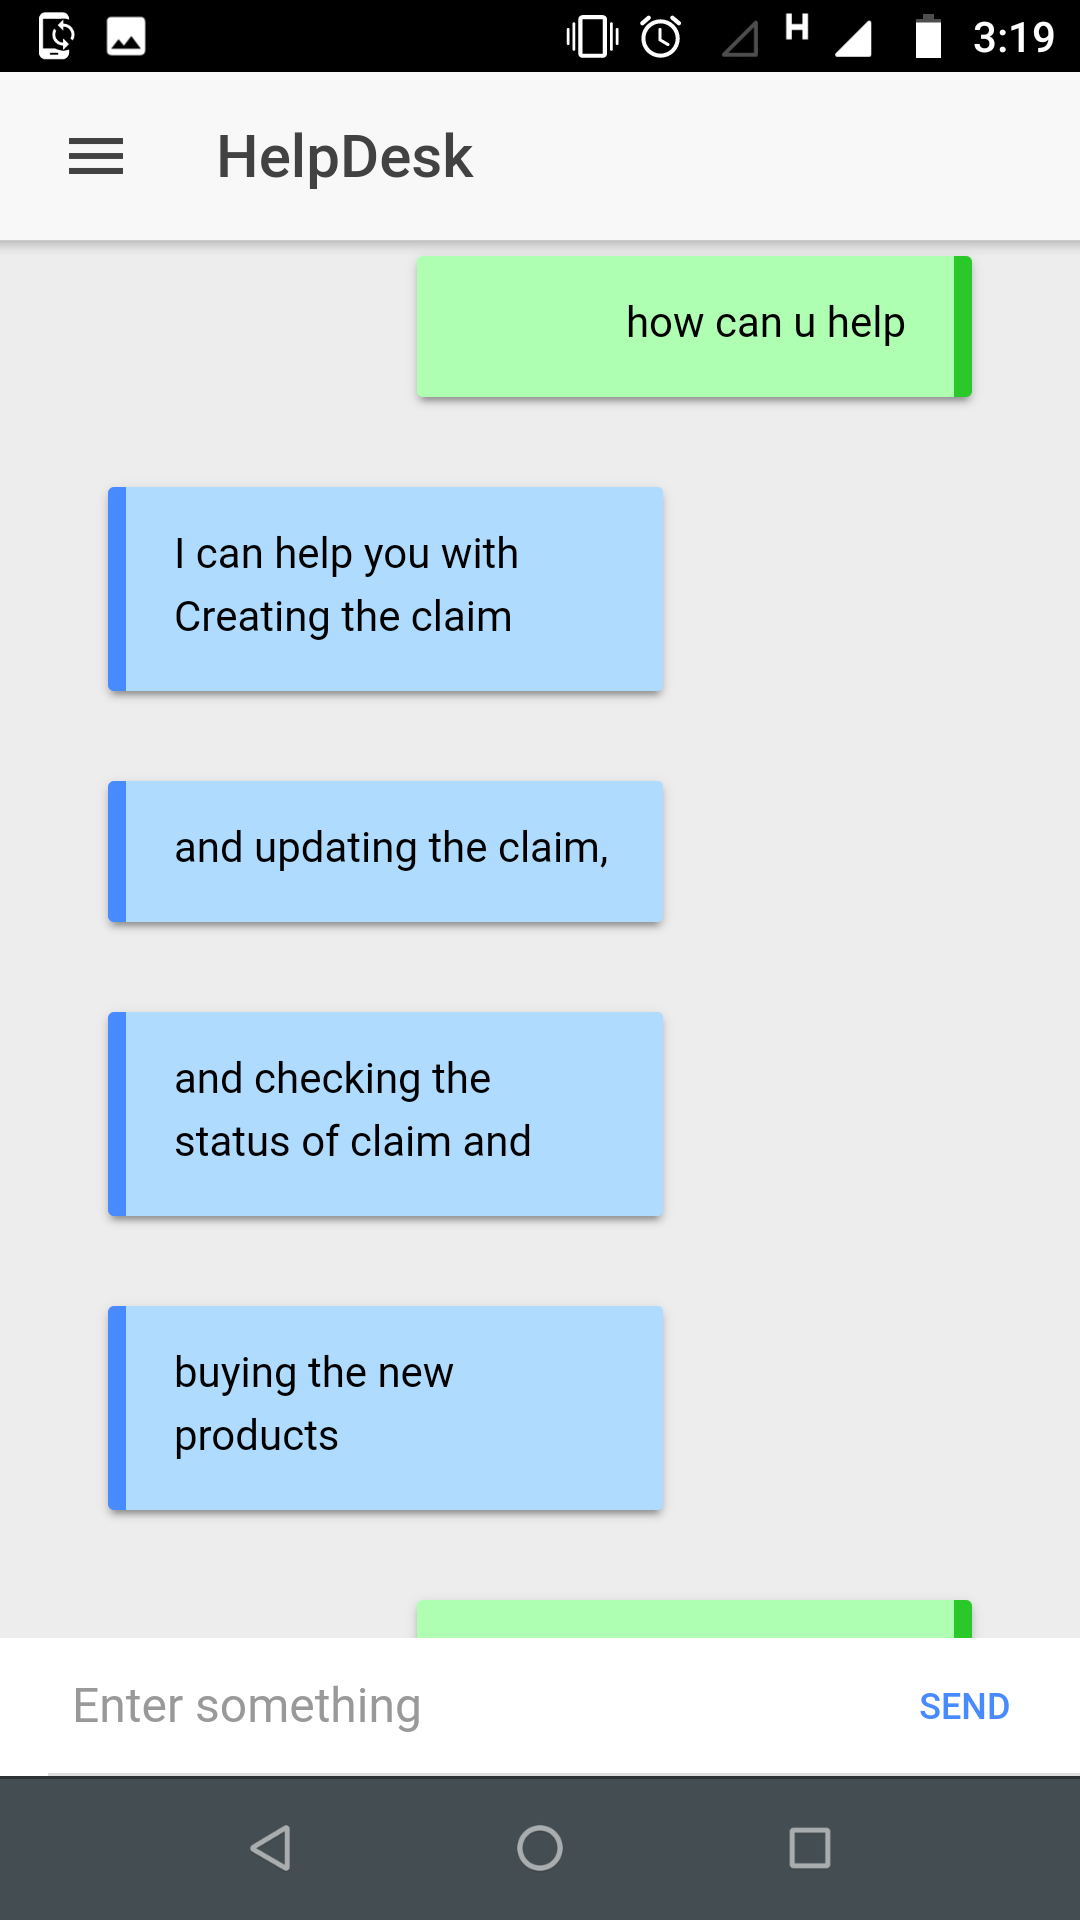 H
3:19
HelpDesk
how can u help
I can help you with
Creating the claim
and updating the claim,
and checking the
status of claim and
buying the new
products
Enter something
SEND